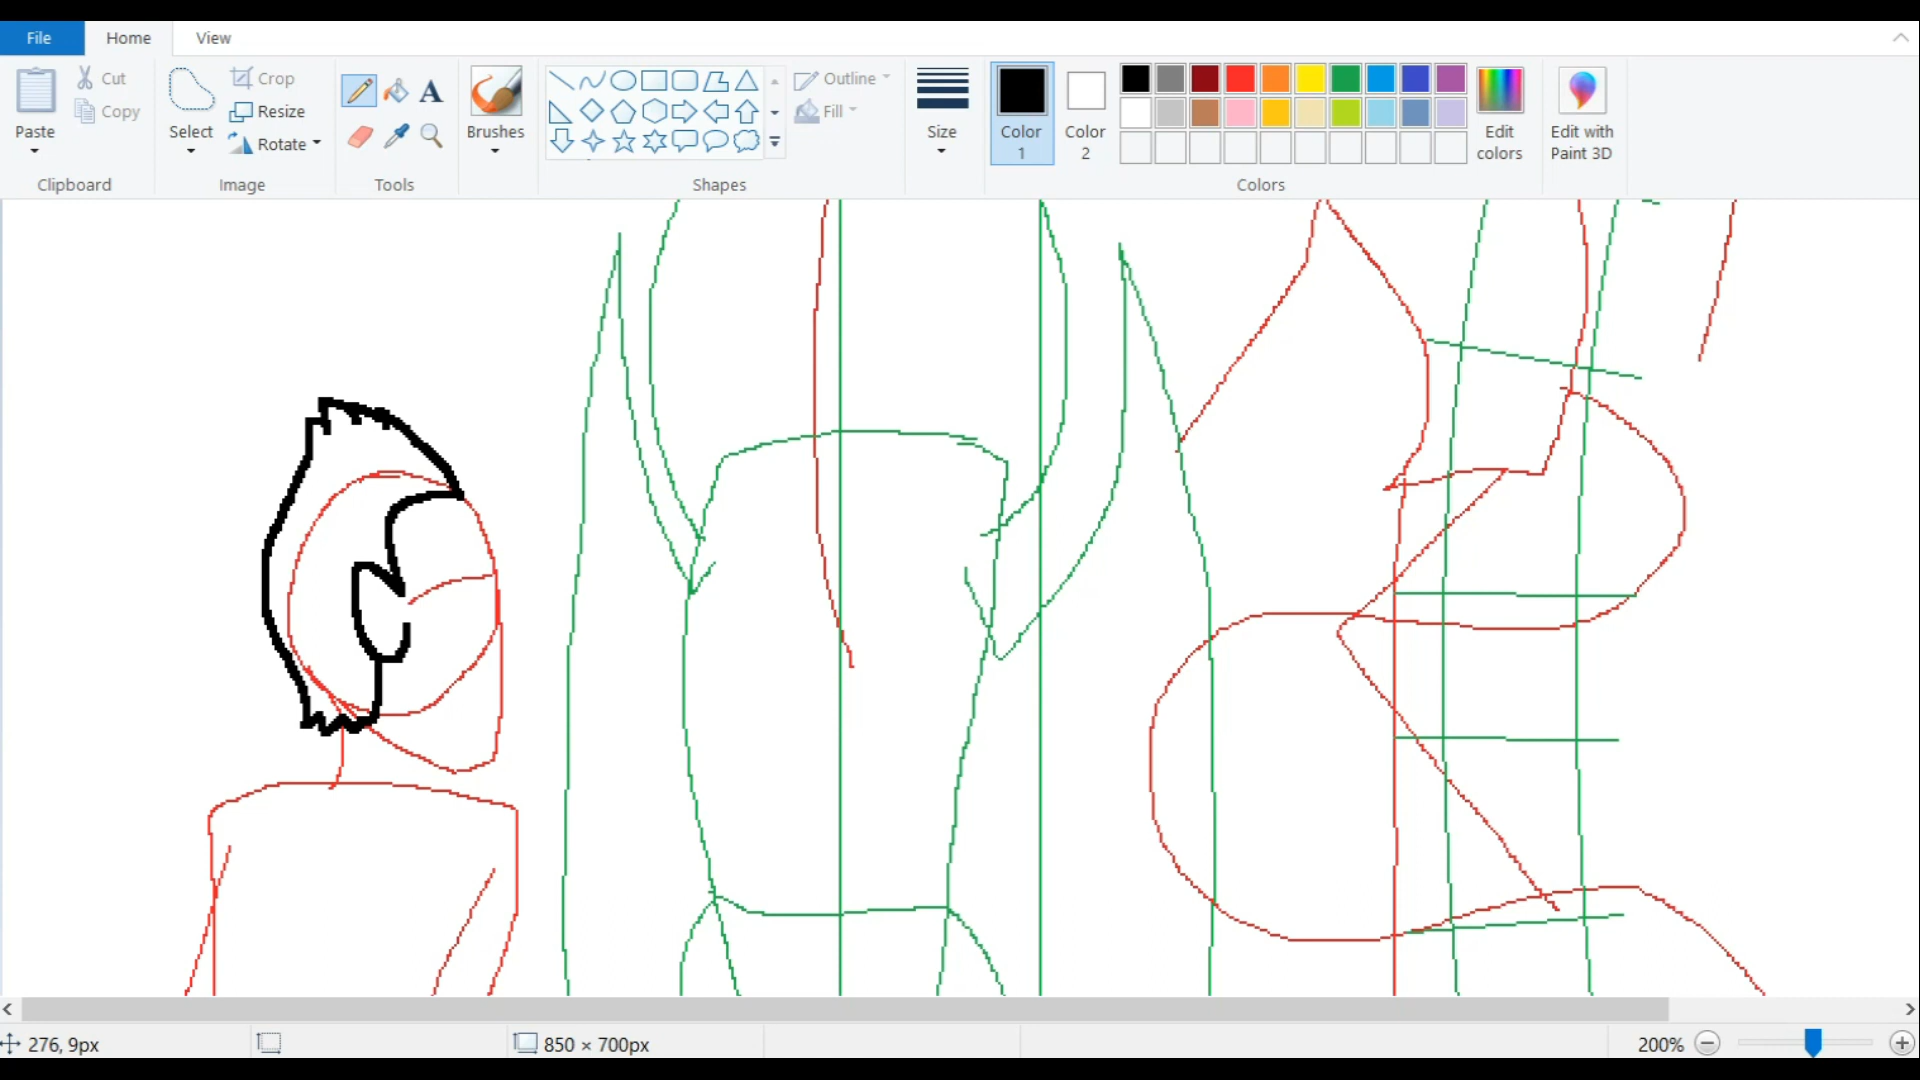 File Home View
Paste Cut Copy
Clipboard
Select Crop Resize Rotate
Image
Tools
Brushes
Shapes
Outline Fill
Size
Color 1
Color 2
Edit colors
Colors
Edit with Paint 3D
276, 9px
850 × 700px
200%